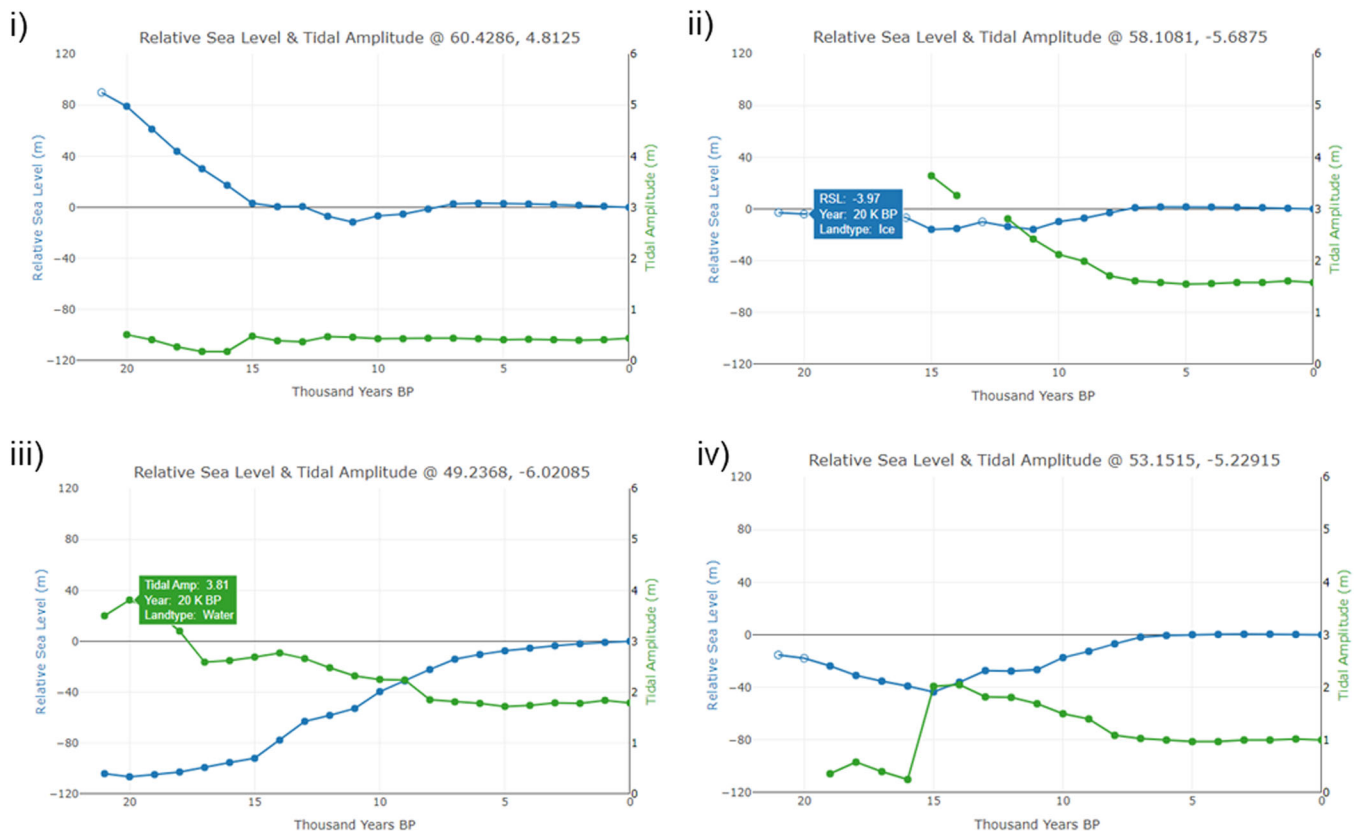 i)
Relative Sea Level & Tidal Amplitude @ 60.4286, 4.8125
120
80
40
0
−40
−80
−120
Relative Sea Level (m)
6
5
4
3
2
1
0
Tidal Amplitude (m)
20
15
10
5
0
Thousand Years BP
ii)
Relative Sea Level & Tidal Amplitude @ 58.1081, -5.6875
120
80
40
0
−40
−80
−120
Relative Sea Level (m)
RSL: -3.97
Year: 20 K BP
Landtype: Ice
6
5
4
3
2
1
0
Tidal Amplitude (m)
20
15
10
5
0
Thousand Years BP
iii)
Relative Sea Level & Tidal Amplitude @ 49.2368, -6.02085
120
80
40
0
−40
−80
−120
Relative Sea Level (m)
Tidal Amp: 3.81
Year: 20 K BP
Landtype: Water
6
5
4
3
2
1
0
Tidal Amplitude (m)
20
15
10
5
0
Thousand Years BP
iv)
Relative Sea Level & Tidal Amplitude @ 53.1515, -5.22915
120
80
40
0
−40
−80
−120
Relative Sea Level (m)
6
5
4
3
2
1
0
Tidal Amplitude (m)
20
15
10
5
0
Thousand Years BP